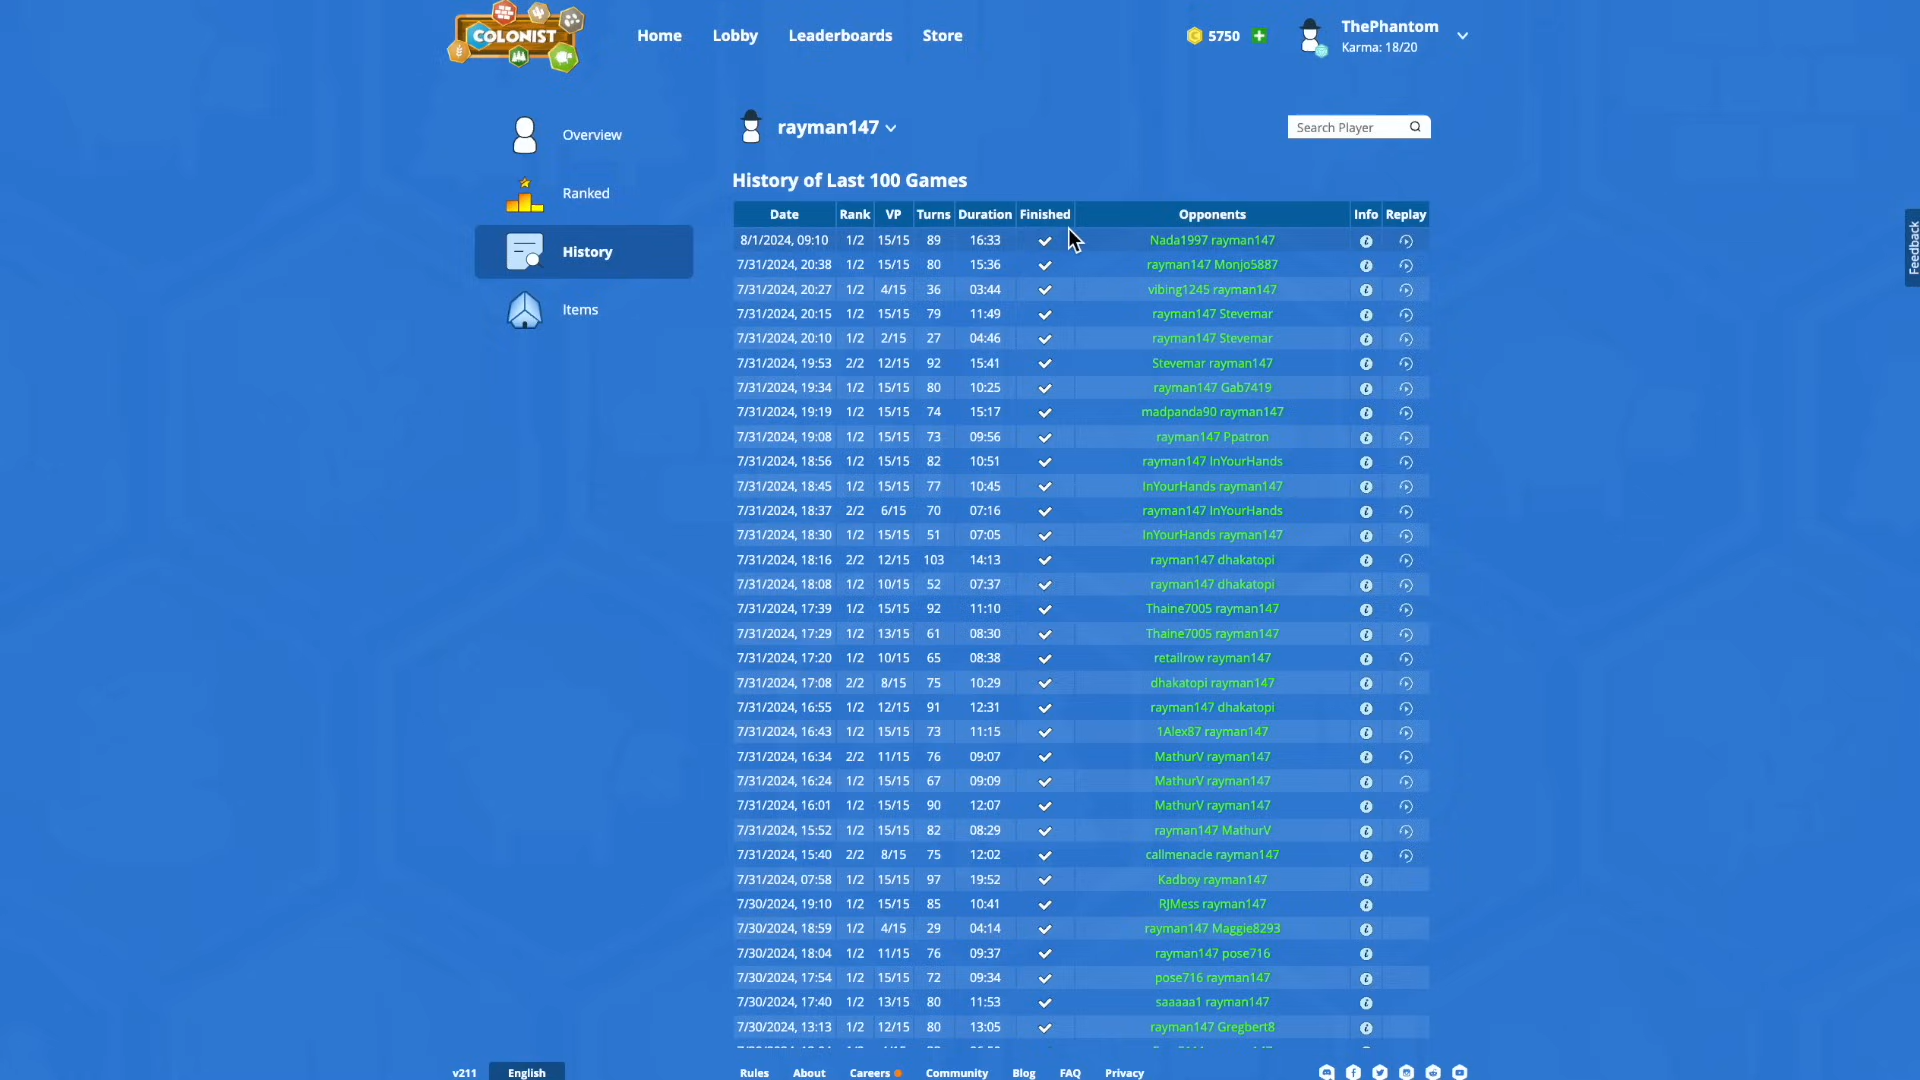 COLONIST
Home Lobby Leaderboards Store
5750
ThePhantom
Karma: 18/20
Overview
Ranked
History
Items
rayman147
Search Player
Feedback
History of Last 100 Games
Date Rank VP Turns Duration Finished Opponents Info Replay
8/1/2024, 09:10 1/2 15/15 89 16:33 Nada1997 rayman147
7/31/2024, 20:38 1/2 15/15 80 15:36 rayman147 Monjo5887
7/31/2024, 20:27 1/2 4/15 36 03:44 vibing1245 rayman147
7/31/2024, 20:15 1/2 15/15 79 11:49 rayman147 Stevemar
7/31/2024, 20:10 1/2 2/15 27 04:46 rayman147 Stevemar
7/31/2024, 19:53 2/2 12/15 92 15:41 Stevemar rayman147
7/31/2024, 19:34 1/2 15/15 80 10:25 rayman147 Gab7419
7/31/2024, 19:19 1/2 15/15 74 15:17 madpanda90 rayman147
7/31/2024, 19:08 1/2 15/15 73 09:56 rayman147 Ppatron
7/31/2024, 18:56 1/2 15/15 82 10:51 rayman147 InYourHands
7/31/2024, 18:45 1/2 15/15 77 10:45 InYourHands rayman147
7/31/2024, 18:37 2/2 6/15 70 07:16 rayman147 InYourHands
7/31/2024, 18:30 1/2 15/15 51 07:05 InYourHands rayman147
7/31/2024, 18:16 2/2 12/15 103 14:13 rayman147 dhakatopi
7/31/2024, 18:08 1/2 10/15 52 07:37 rayman147 dhakatopi
7/31/2024, 17:39 1/2 15/15 92 11:10 Thaine7005 rayman147
7/31/2024, 17:29 1/2 13/15 61 08:30 Thaine7005 rayman147
7/31/2024, 17:20 1/2 10/15 65 08:38 retailrow rayman147
7/31/2024, 17:08 2/2 8/15 75 10:29 dhakatopi rayman147
7/31/2024, 16:55 1/2 12/15 91 12:31 rayman147 dhakatopi
7/31/2024, 16:43 1/2 15/15 73 11:15 1Alex87 rayman147
7/31/2024, 16:34 2/2 11/15 76 09:07 MathurV rayman147
7/31/2024, 16:24 1/2 15/15 67 09:09 MathurV rayman147
7/31/2024, 16:01 1/2 15/15 90 12:07 MathurV rayman147
7/31/2024, 15:52 1/2 15/15 82 08:29 rayman147 MathurV
7/31/2024, 15:40 2/2 8/15 75 12:02 callmenacle rayman147
7/31/2024, 07:58 1/2 15/15 97 19:52 Kadboy rayman147
7/30/2024, 19:10 1/2 15/15 85 10:41 RJMess rayman147
7/30/2024, 18:59 1/2 4/15 29 04:14 rayman147 Maggie8293
7/30/2024, 18:04 1/2 11/15 76 09:37 rayman147 pose716
7/30/2024, 17:54 1/2 15/15 72 09:34 pose716 rayman147
7/30/2024, 17:40 1/2 13/15 80 11:53 saaaaa1 rayman147
7/30/2024, 13:13 1/2 12/15 80 13:05 rayman147 Gregbert8
v211 English Rules About Careers Community Blog FAQ Privacy